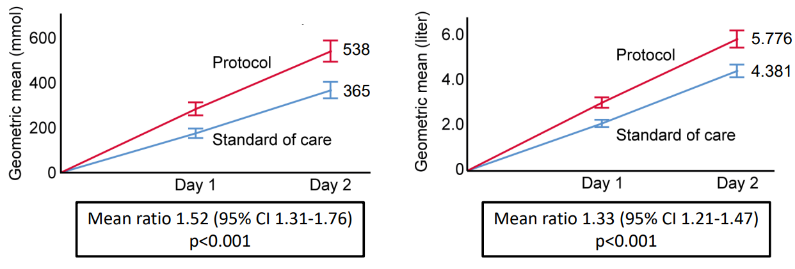 Geometric mean (mmol)
600
400
200
0
Protocol
538
365
Standard of care
Day 1
Day 2
Mean ratio 1.52 (95% CI 1.31-1.76)
p<0.001
Geometric mean (liter)
6.0
4.0
2.0
0
Protocol
5.776
4.381
Standard of care
Day 1
Day 2
Mean ratio 1.33 (95% CI 1.21-1.47)
p<0.001